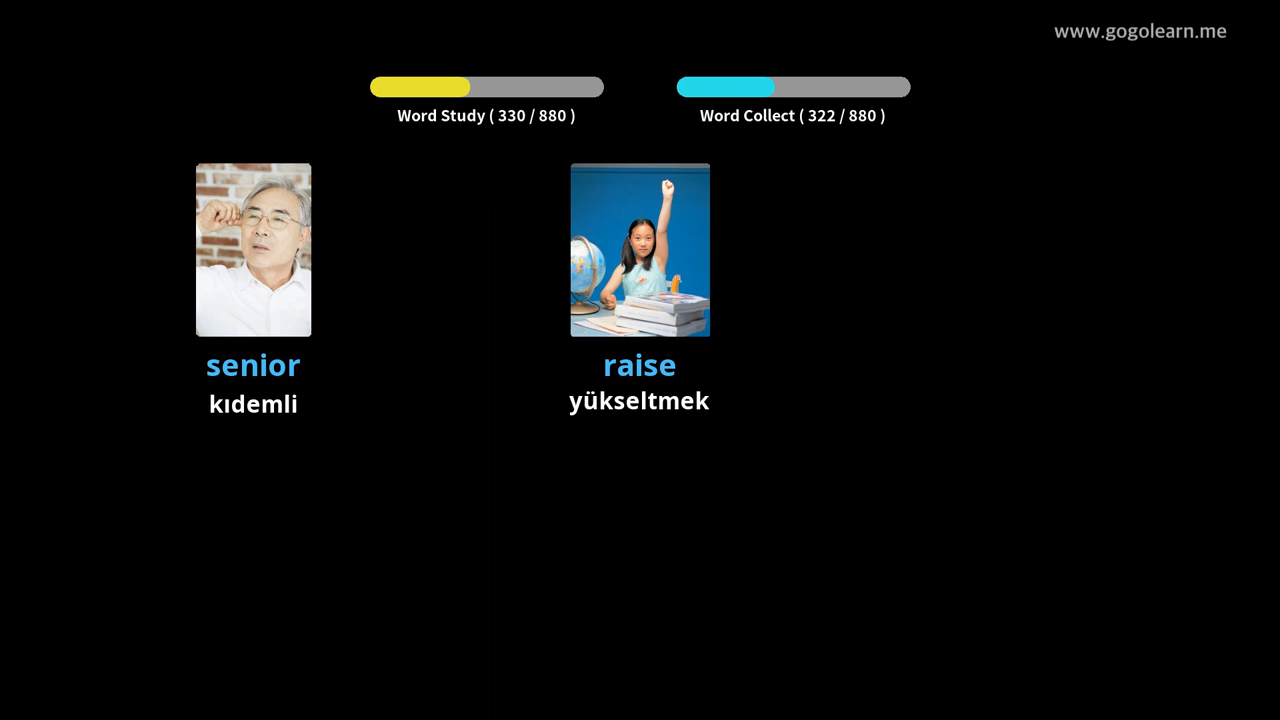 www.gogolearn.me
Word Study ( 330 / 880 )
Word Collect ( 322 / 880 )
senior
kıdemli
raise
yükseltmek